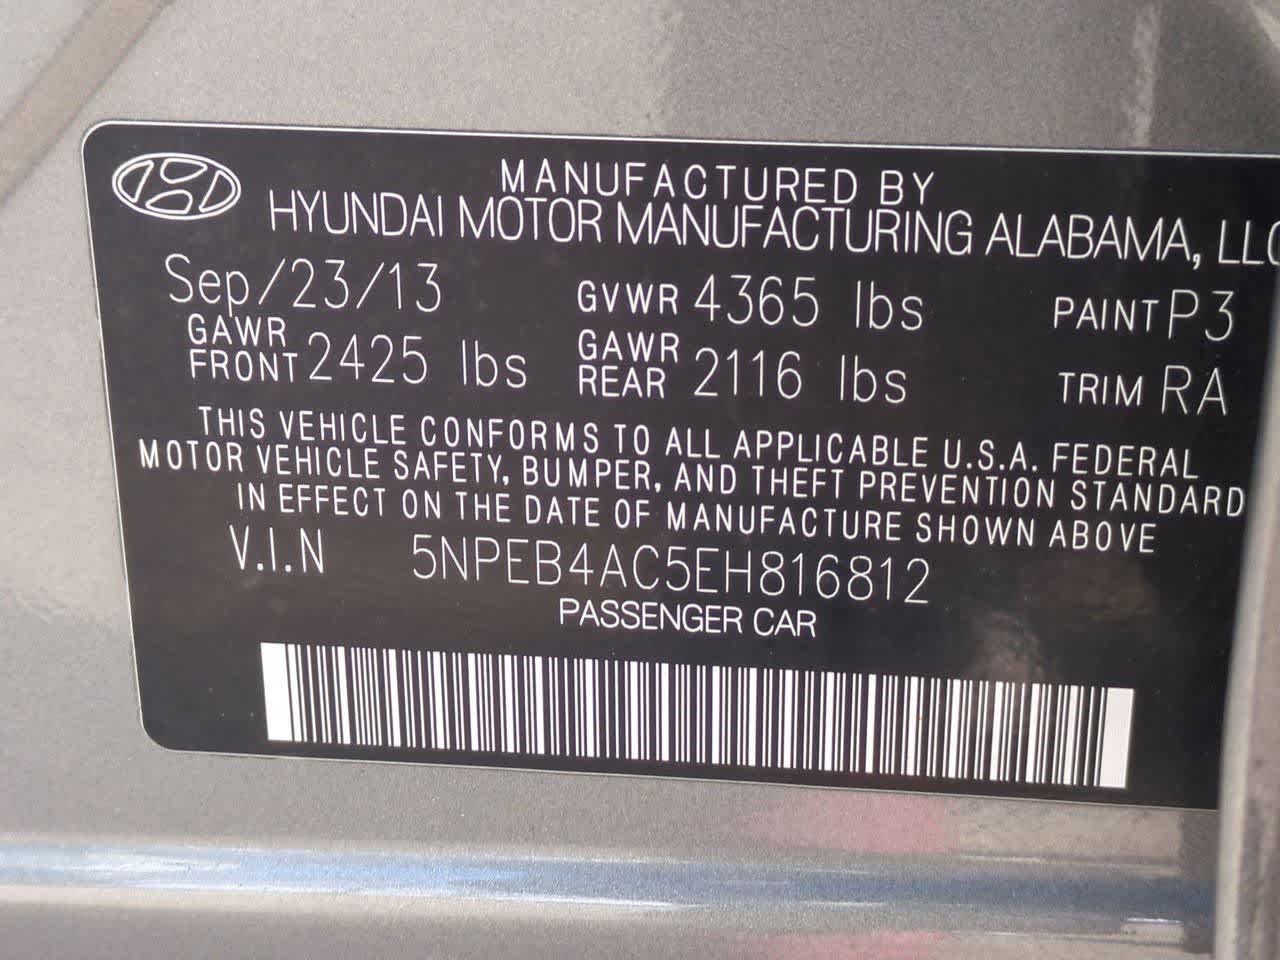 MANUFACTURED BY
HYUNDAI MOTOR MANUFACTURING ALABAMA, LLC
Sep/23/13 GVWR 4365 lbs PAINT P3
GAWR FRONT 2425 lbs GAWR REAR 2116 lbs TRIM RA
THIS VEHICLE CONFORMS TO ALL APPLICABLE U.S.A. FEDERAL
MOTOR VEHICLE SAFETY, BUMPER, AND THEFT PREVENTION STANDARD
IN EFFECT ON THE DATE OF MANUFACTURE SHOWN ABOVE
V.I.N 5NPEB4AC5EH816812
PASSENGER CAR